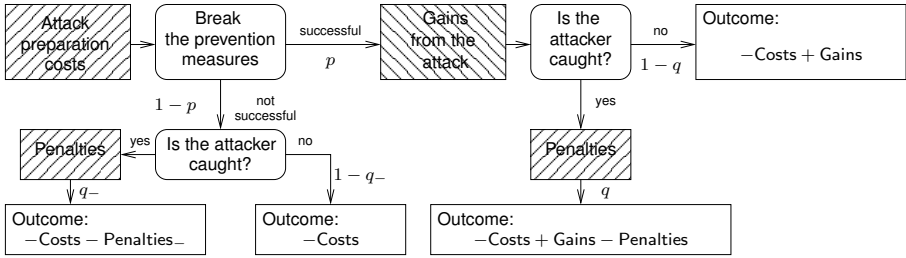 Attack
preparation
costs
Break
the prevention
measures
successful
p
Gains
from the
attack
Is the
attacker
caught?
no
1 − q
Outcome:
−Costs + Gains
1 − p
not
successful
yes
Penalties
yes
Is the attacker
caught?
no
1 − q₋
Penalties
q₋
q
Outcome:
−Costs − Penalties₋
Outcome:
−Costs
Outcome:
−Costs + Gains − Penalties